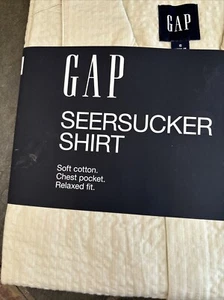 GAP
GAP
SEERSUCKER
SHIRT
Soft cotton.
Chest pocket.
Relaxed fit.